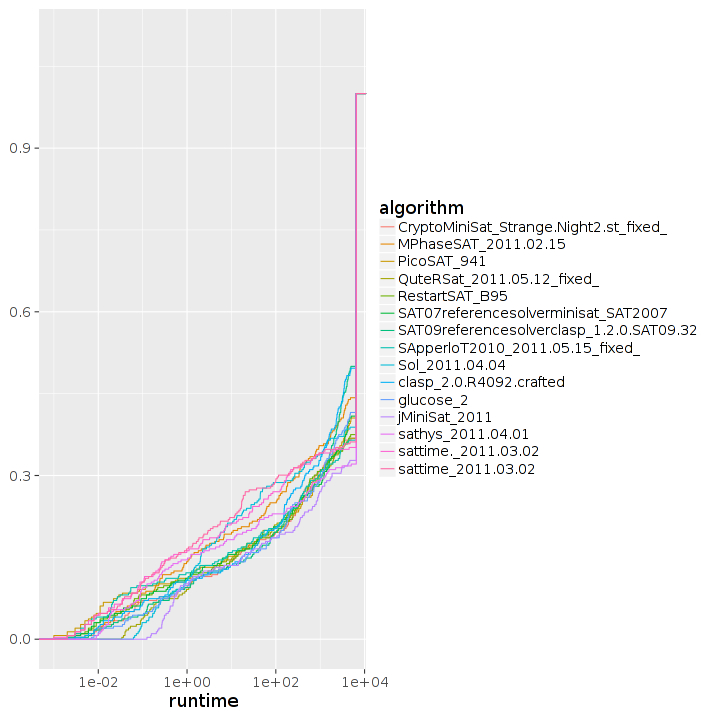 0.9
0.6
0.3
0.0
1e-02 1e+00 1e+02 1e+04
runtime
algorithm
CryptoMiniSat_Strange.Night2.st_fixed_
MPhaseSAT_2011.02.15
PicoSAT_941
QuteRSat_2011.05.12_fixed_
RestartSAT_B95
SAT07referencesolverminisat_SAT2007
SAT09referencesolverclasp_1.2.0.SAT09.32
SApperloT2010_2011.05.15_fixed_
Sol_2011.04.04
clasp_2.0.R4092.crafted
glucose_2
jMiniSat_2011
sathys_2011.04.01
sattime._2011.03.02
sattime_2011.03.02